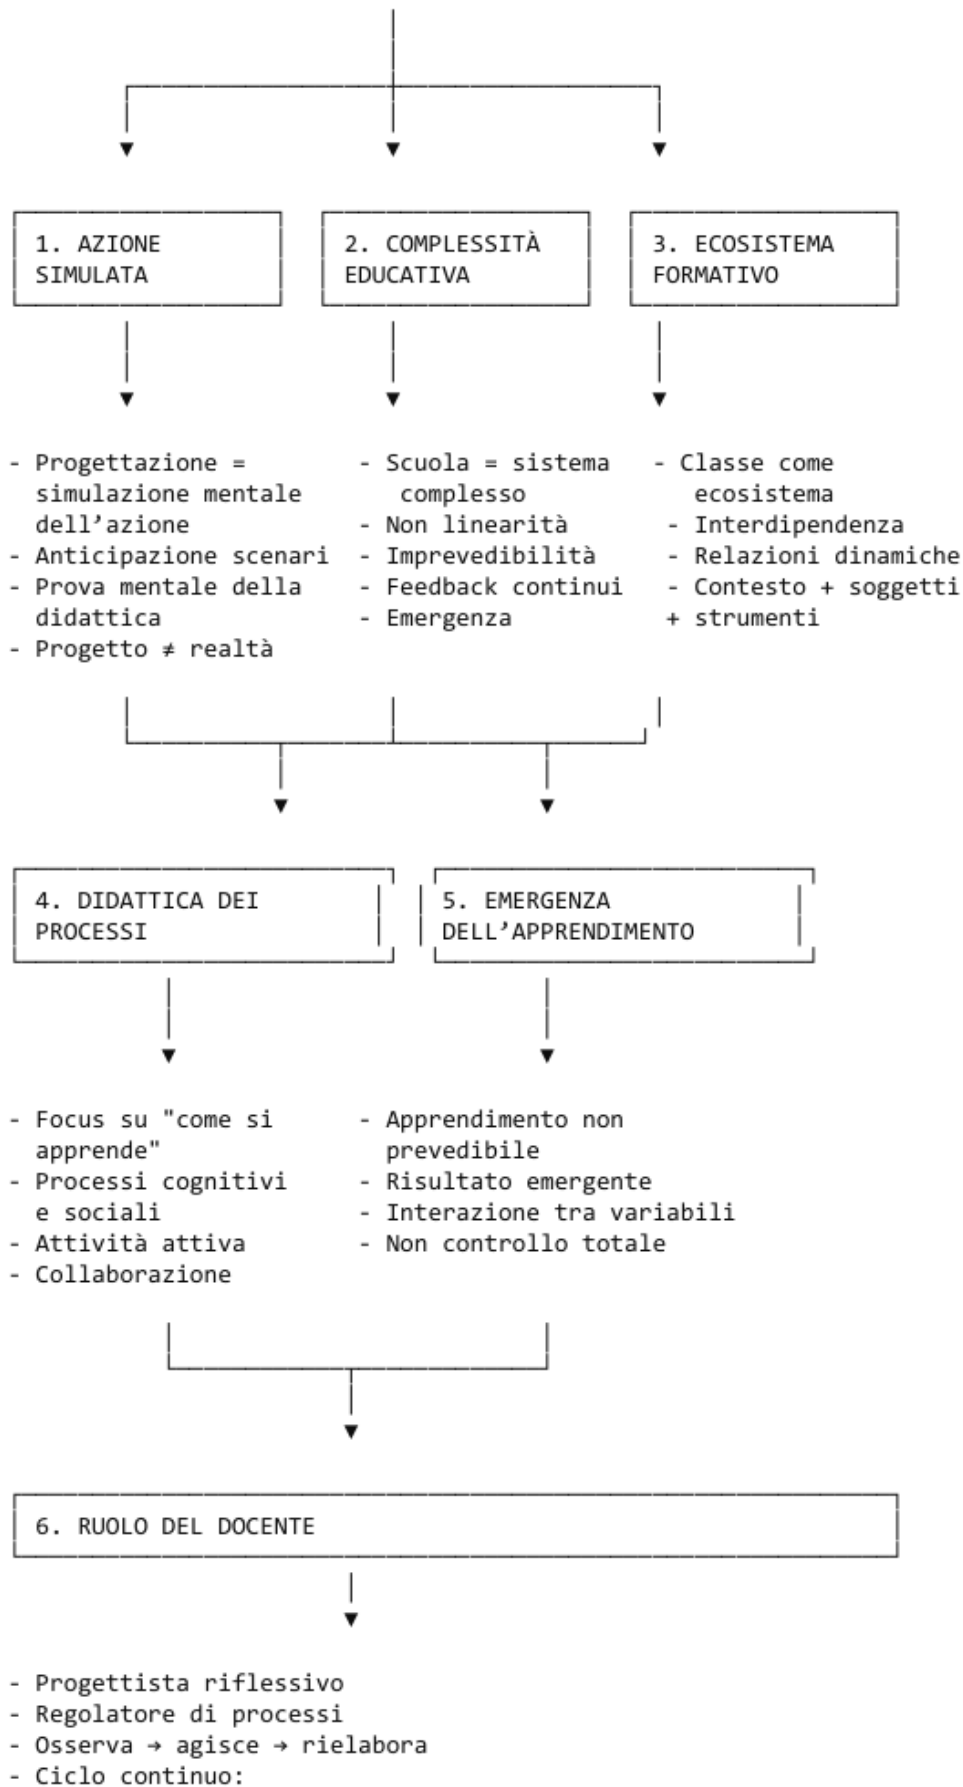 1. AZIONE
SIMULATA
2. COMPLESSITÀ
EDUCATIVA
3. ECOSISTEMA
FORMATIVO
- Progettazione =
simulazione mentale
dell’azione
- Anticipazione scenari
- Prova mentale della
didattica
- Progetto ≠ realtà
- Scuola = sistema
complesso
- Non linearità
- Imprevedibilità
- Feedback continui
- Emergenza
- Classe come
ecosistema
- Interdipendenza
- Relazioni dinamiche
- Contesto + soggetti
+ strumenti
4. DIDATTICA DEI
PROCESSI
5. EMERGENZA
DELL’APPRENDIMENTO
- Focus su "come si
apprende"
- Processi cognitivi
e sociali
- Attività attiva
- Collaborazione
- Apprendimento non
prevedibile
- Risultato emergente
- Interazione tra variabili
- Non controllo totale
6. RUOLO DEL DOCENTE
- Progettista riflessivo
- Regolatore di processi
- Osserva → agisce → rielabora
- Ciclo continuo: